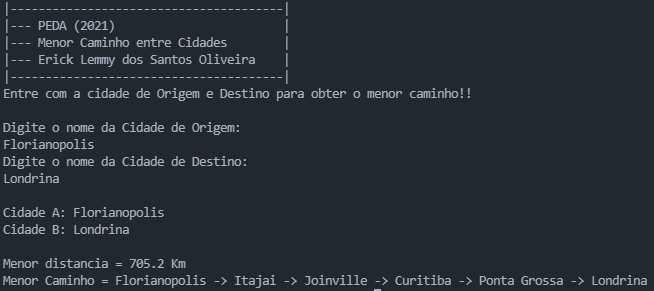 |---------------------------------------|
|--- PEDA (2021)                        |
|--- Menor Caminho entre Cidades        |
|--- Erick Lemmy dos Santos Oliveira    |
|---------------------------------------|
Entre com a cidade de Origem e Destino para obter o menor caminho!!
Digite o nome da Cidade de Origem:
Florianopolis
Digite o nome da Cidade de Destino:
Londrina
Cidade A: Florianopolis
Cidade B: Londrina
Menor distancia = 705.2 Km
Menor Caminho = Florianopolis -> Itajai -> Joinville -> Curitiba -> Ponta Grossa -> Londrina